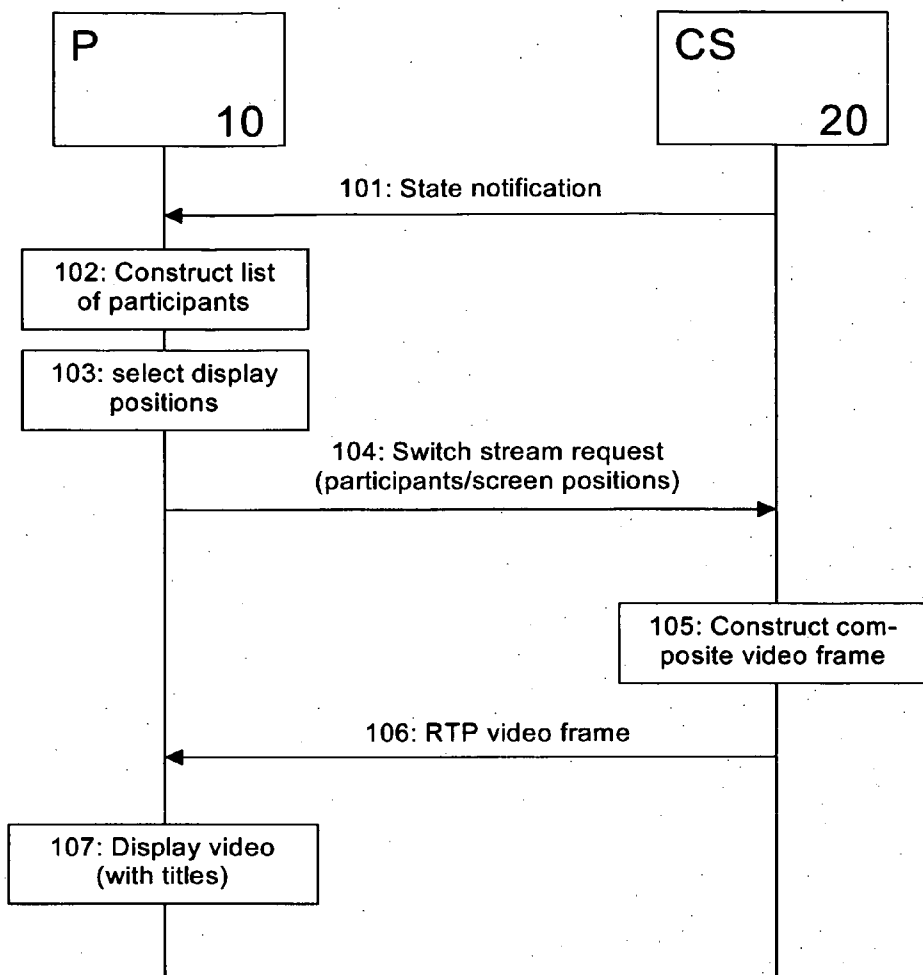 P
10
CS
20
101: State notification
102: Construct list
of participants
103: select display
positions
104: Switch stream request
(participants/screen positions)
105: Construct com-
posite video frame
106: RTP video frame
107: Display video
(with titles)